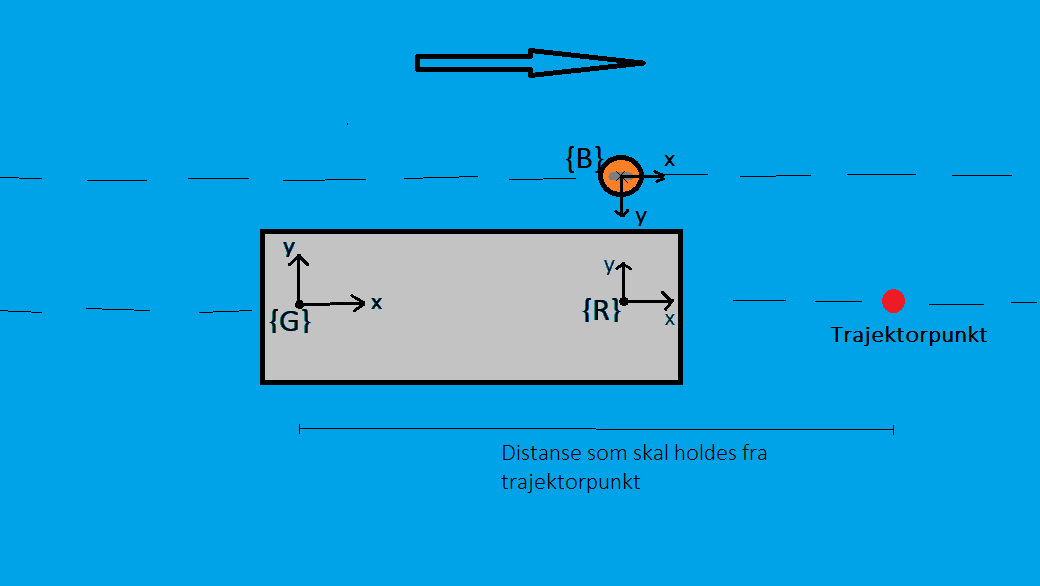 {B}
x
y
y
x
{G}
y
{R}
x
Trajektorpunkt
Distanse som skal holdes fra
trajektorpunkt